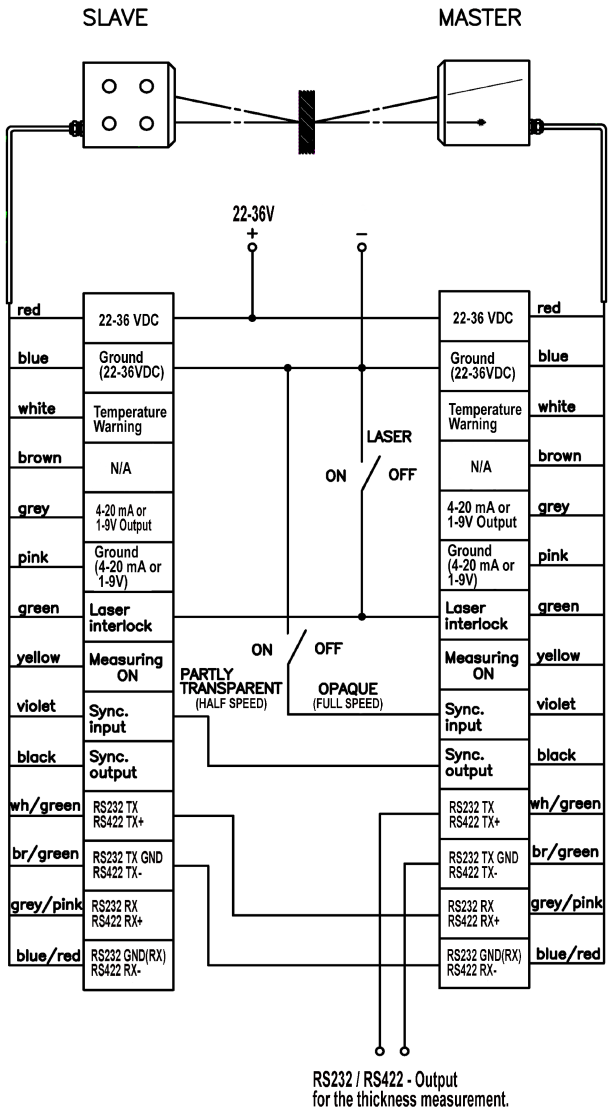 SLAVE
MASTER
22-36V
+
–
red
22-36 VDC
22-36 VDC
red
blue
Ground
(22-36VDC)
Ground
(22-36VDC)
blue
white
Temperature
Warning
Temperature
Warning
white
LASER
brown
N/A
ON
OFF
N/A
brown
grey
4-20 mA or
1-9V Output
4-20 mA or
1-9V Output
grey
pink
Ground
(4-20 mA or
1-9V)
Ground
(4-20 mA or
1-9V)
pink
green
Laser
interlock
Laser
interlock
green
ON
OFF
yellow
Measuring
ON
Measuring
ON
yellow
PARTLY
TRANSPARENT
(HALF SPEED)
OPAQUE
(FULL SPEED)
violet
Sync.
input
Sync.
input
violet
black
Sync.
output
Sync.
output
black
wh/green
RS232 TX
RS422 TX+
RS232 TX
RS422 TX+
wh/green
br/green
RS232 TX GND
RS422 TX-
RS232 TX GND
RS422 TX-
br/green
grey/pink
RS232 RX
RS422 RX+
RS232 RX
RS422 RX+
grey/pink
blue/red
RS232 GND(RX)
RS422 RX-
RS232 GND(RX)
RS422 RX-
blue/red
RS232 / RS422 - Output
for the thickness measurement.